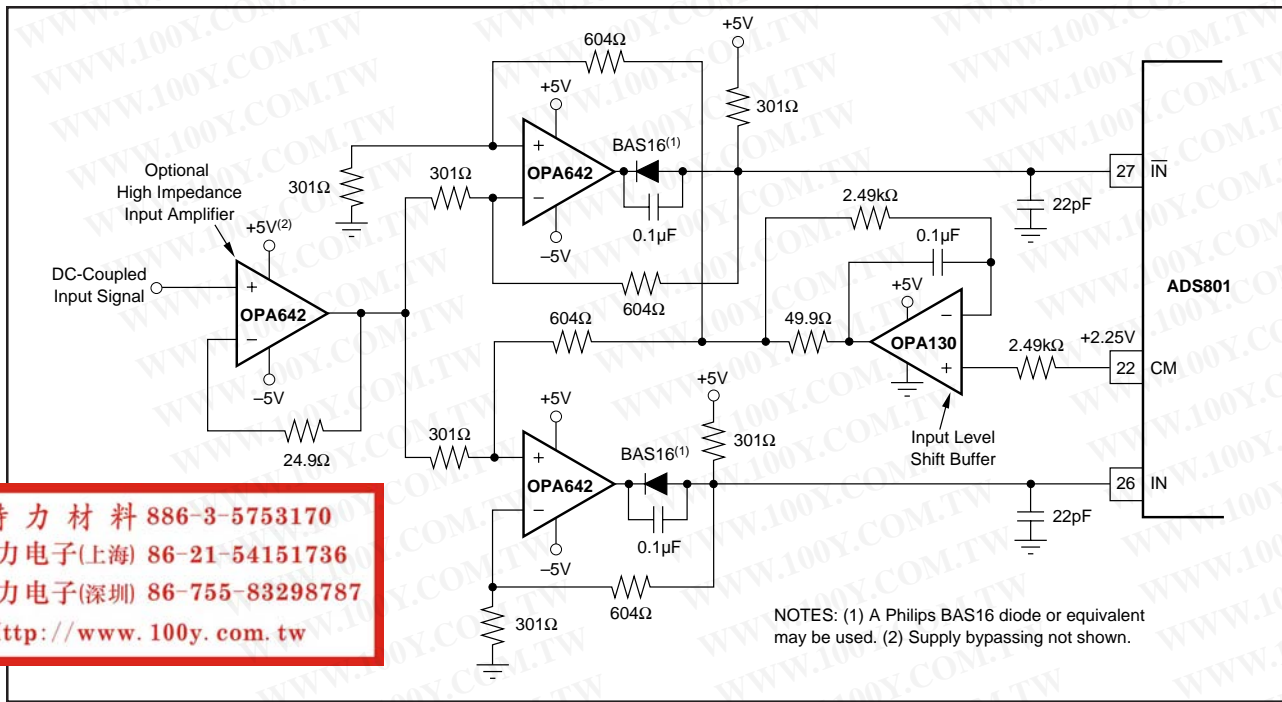 +5V
604Ω
+5V
301Ω
BAS16(1)
Optional
High Impedance
Input Amplifier
301Ω
301Ω
+
OPA642
–
27
IN
22pF
0.1µF
–5V
2.49kΩ
0.1µF
+5V(2)
DC-Coupled
Input Signal
+
OPA642
–
–5V
604Ω
+5V
ADS801
604Ω
49.9Ω
–
OPA130
+
2.49kΩ
+2.25V
22
CM
+5V
+5V
24.9Ω
301Ω
BAS16(1)
301Ω
Input Level
Shift Buffer
+
OPA642
–
26
IN
0.1µF
22pF
–5V
604Ω
301Ω
特 力 材 料 886-3-5753170
力电子(上海) 86-21-54151736
力电子(深圳) 86-755-83298787
ttp://www.100y.com.tw
NOTES: (1) A Philips BAS16 diode or equivalent
may be used. (2) Supply bypassing not shown.
WWW.100Y.COM.TW